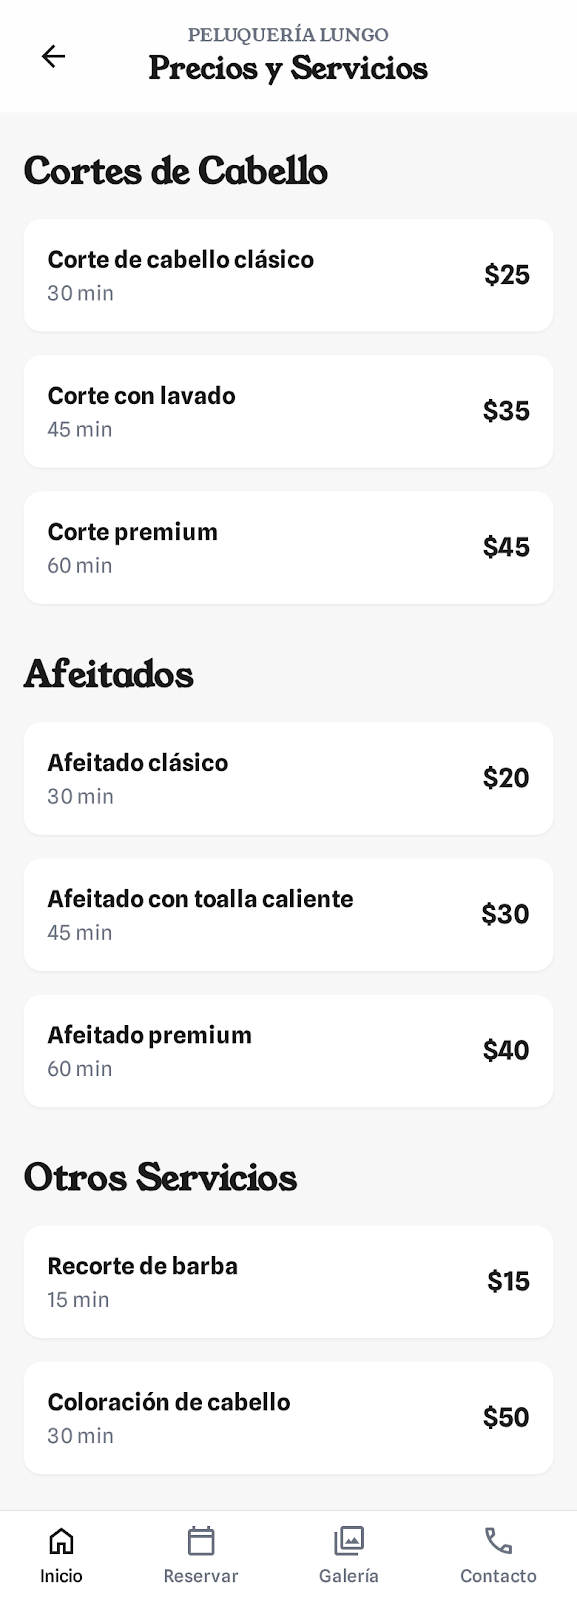 PELUQUERÍA LUNGO
Precios y Servicios
Cortes de Cabello
Corte de cabello clásico
30 min
$25
Corte con lavado
45 min
$35
Corte premium
60 min
$45
Afeitados
Afeitado clásico
30 min
$20
Afeitado con toalla caliente
45 min
$30
Afeitado premium
60 min
$40
Otros Servicios
Recorte de barba
15 min
$15
Coloración de cabello
30 min
$50
Inicio
Reservar
Galería
Contacto